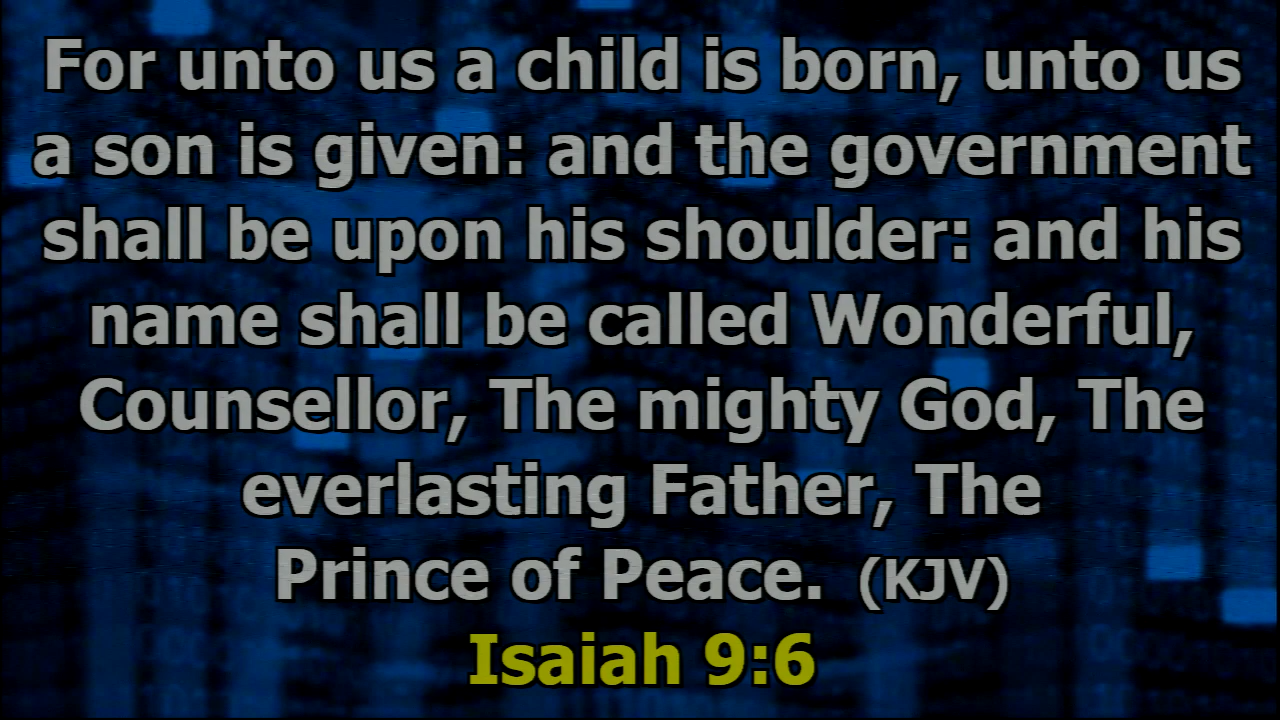 For unto us a child is born, unto us
a son is given: and the government
shall be upon his shoulder: and his
name shall be called Wonderful,
Counsellor, The mighty God, The
everlasting Father, The
Prince of Peace. (KJV)
Isaiah 9:6